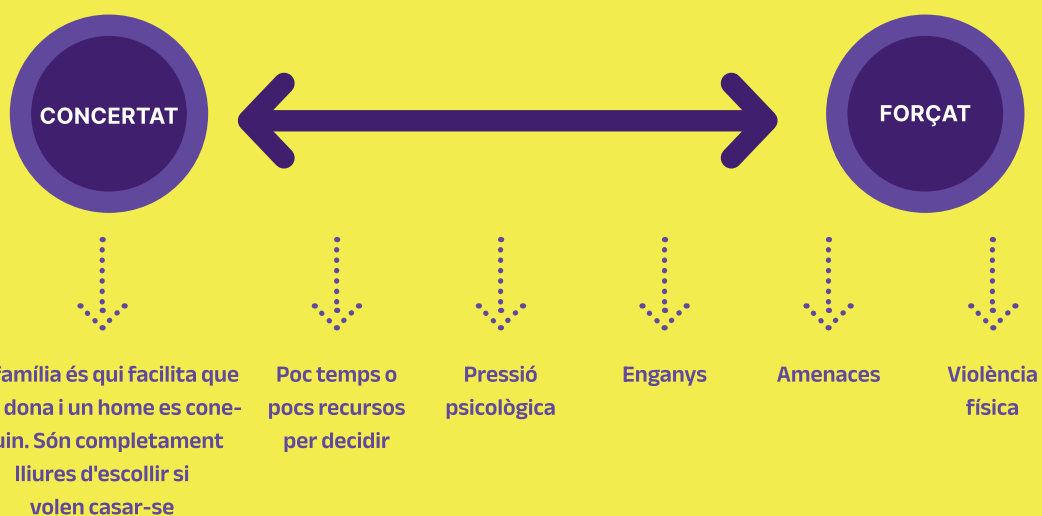 CONCERTAT
FORÇAT
família és qui facilita que
dona i un home es cone-
uin. Són completament
lliures d'escollir si
volen casar-se
Poc temps o
pocs recursos
per decidir
Pressió
psicològica
Enganys
Amenaces
Violència
física